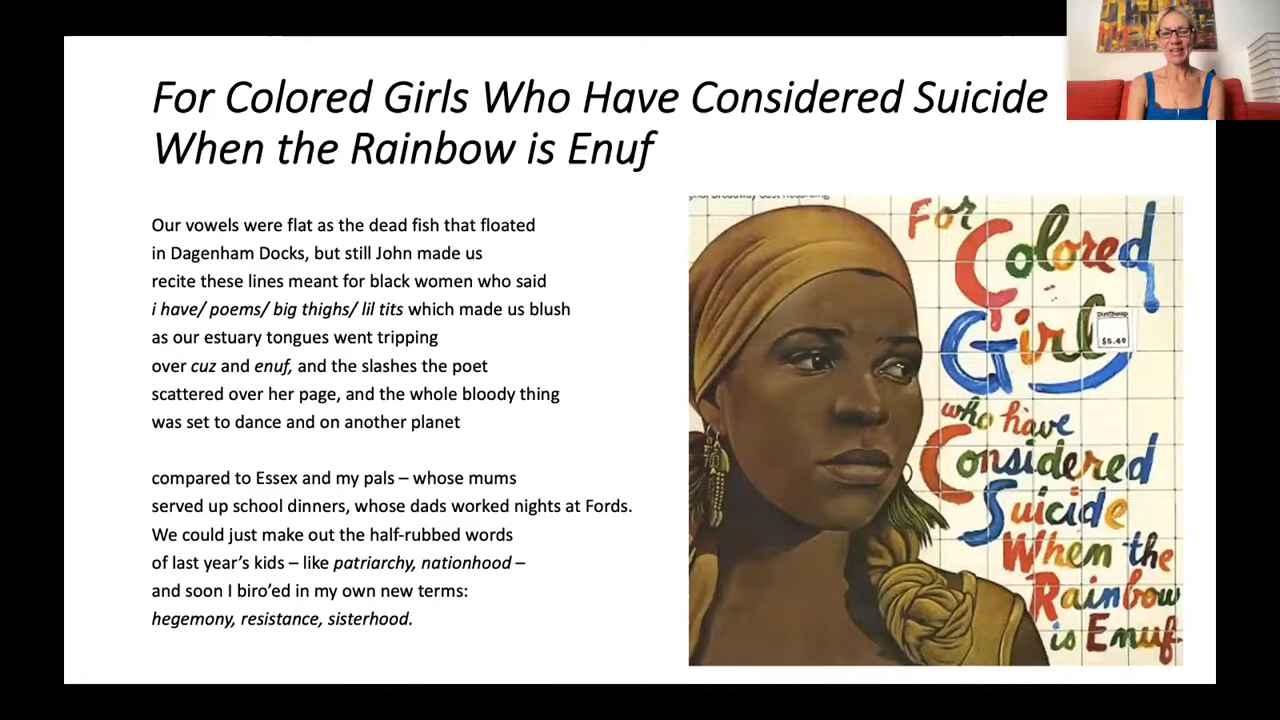 For Colored Girls Who Have Considered Suicide
When the Rainbow is Enuf
Our vowels were flat as the dead fish that floated
in Dagenham Docks, but still John made us
recite these lines meant for black women who said
i have/ poems/ big thighs/ lil tits which made us blush
as our estuary tongues went tripping
over cuz and enuf, and the slashes the poet
scattered over her page, and the whole bloody thing
was set to dance and on another planet
compared to Essex and my pals – whose mums
served up school dinners, whose dads worked nights at Fords.
We could just make out the half-rubbed words
of last year’s kids – like patriarchy, nationhood –
and soon I biro’ed in my own new terms:
hegemony, resistance, sisterhood.
Broadway Cast Recording
For
Colored
Girl
DirtCheap
$5.49
who have
Considered
Suicide
When the
Rainbow
is Enuf